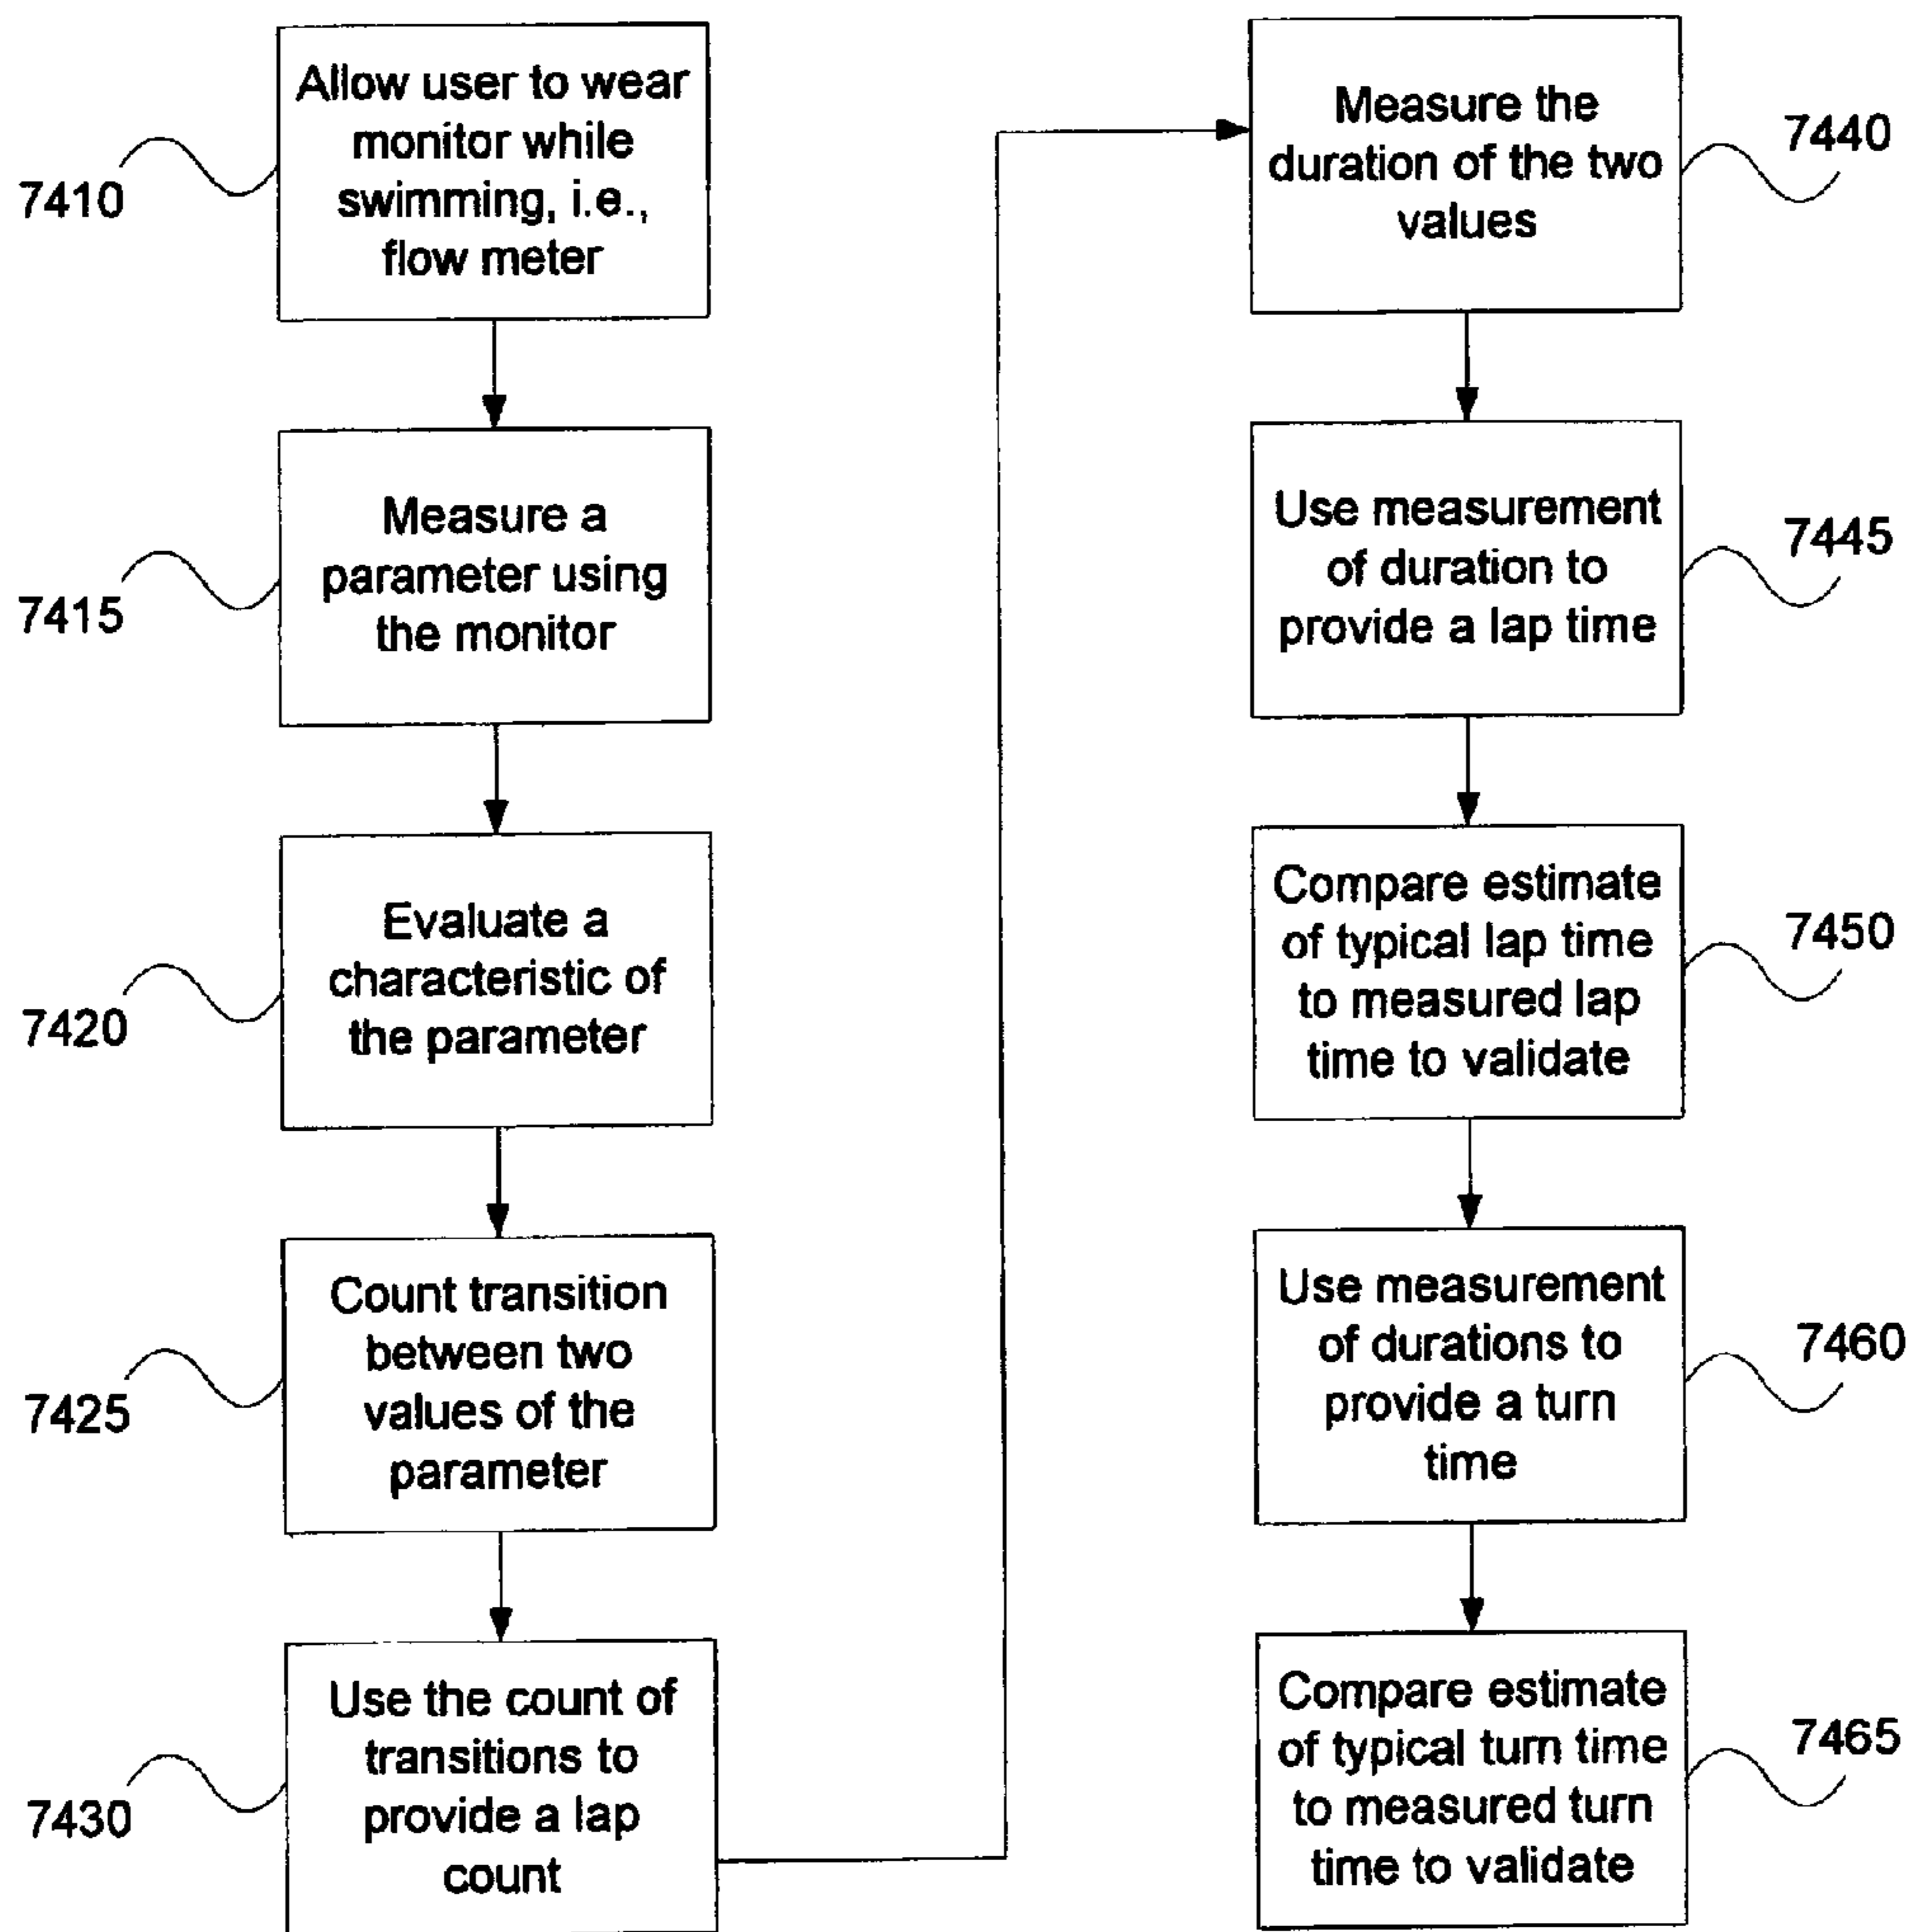 Allow user to wear
monitor while
swimming, i.e.,
flow meter
7410
Measure a
parameter using
the monitor
7415
Evaluate a
characteristic of
the parameter
7420
Count transition
between two
values of the
parameter
7425
Use the count of
transitions to
provide a lap
count
7430
Measure the
duration of the two
values
7440
Use measurement
of duration to
provide a lap time
7445
Compare estimate
of typical lap time
to measured lap
time to validate
7450
Use measurement
of durations to
provide a turn
time
7460
Compare estimate
of typical turn time
to measured turn
time to validate
7465